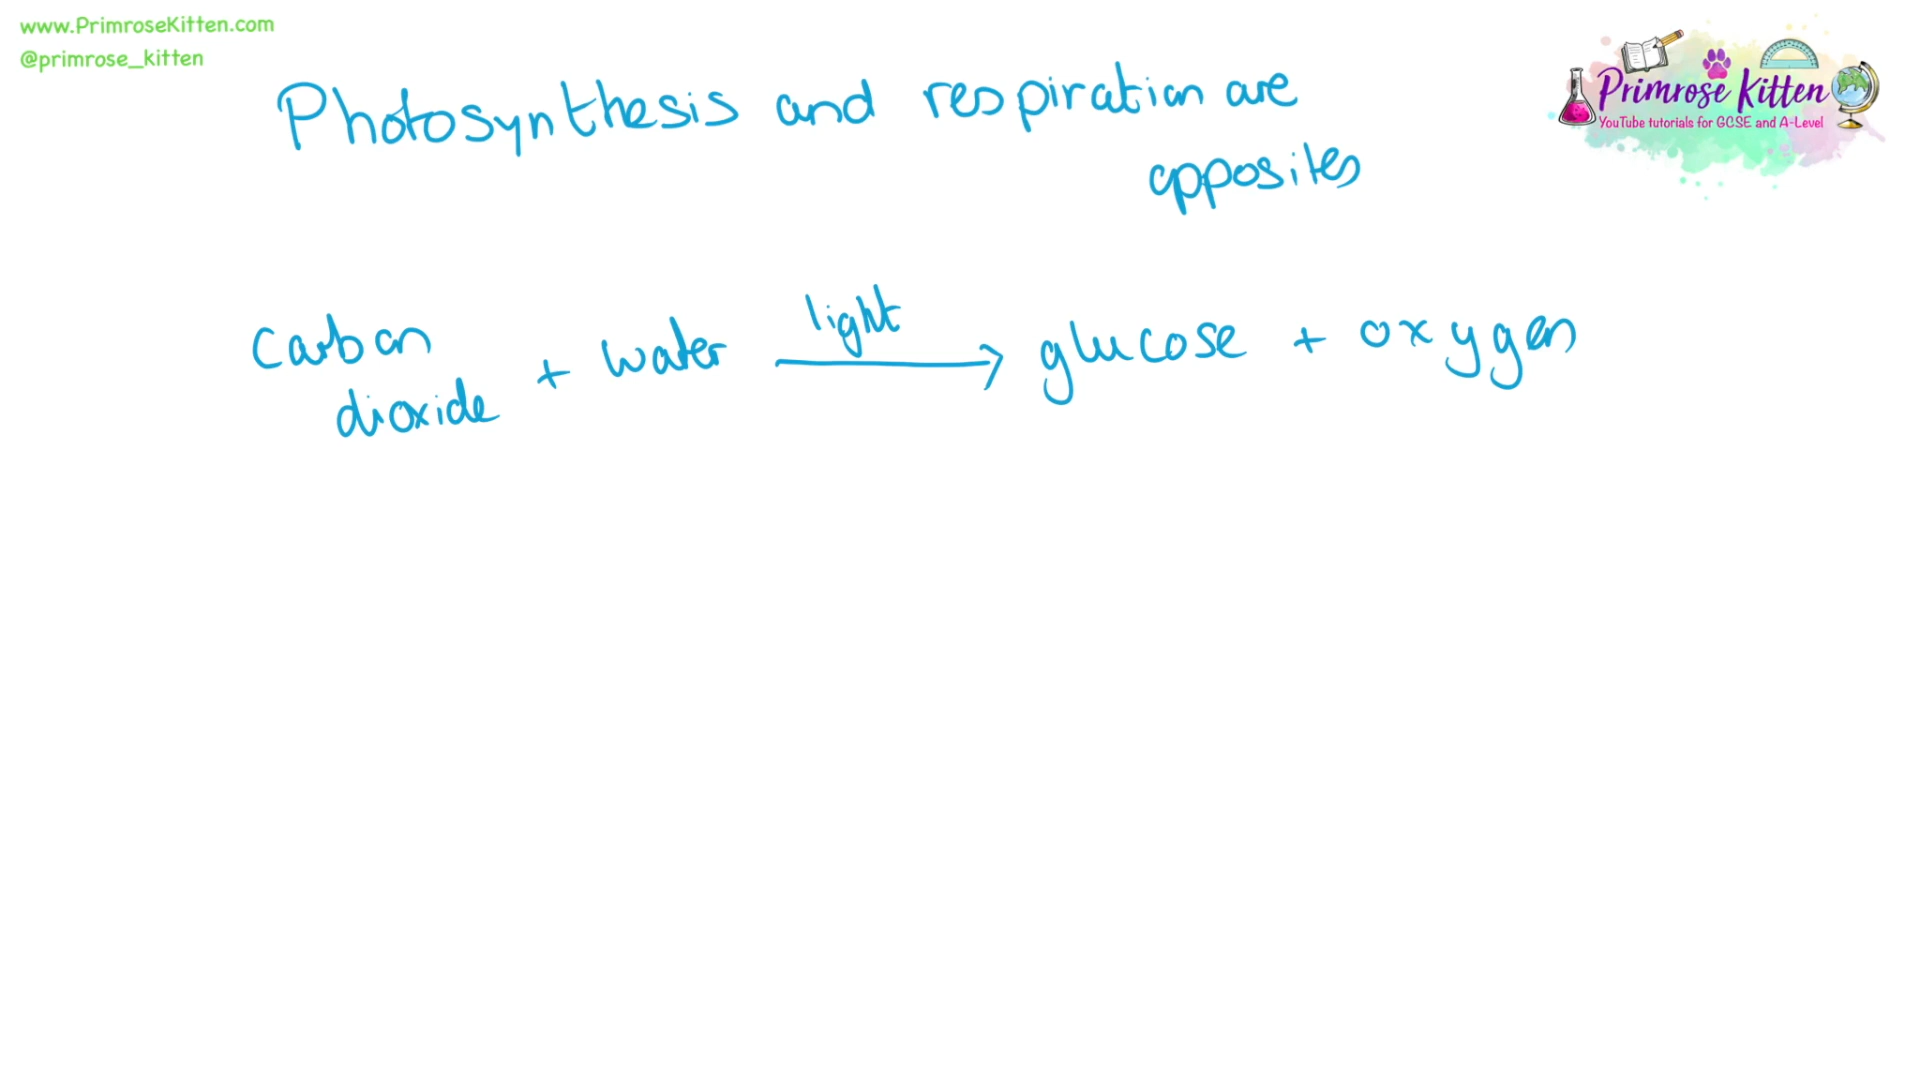 www.PrimroseKitten.com
@primrose_kitten
Primrose Kitten
YouTube tutorials for GCSE and A-Level
Photosynthesis and respiration are
opposites
light
carbon + water → glucose + oxygen
dioxide